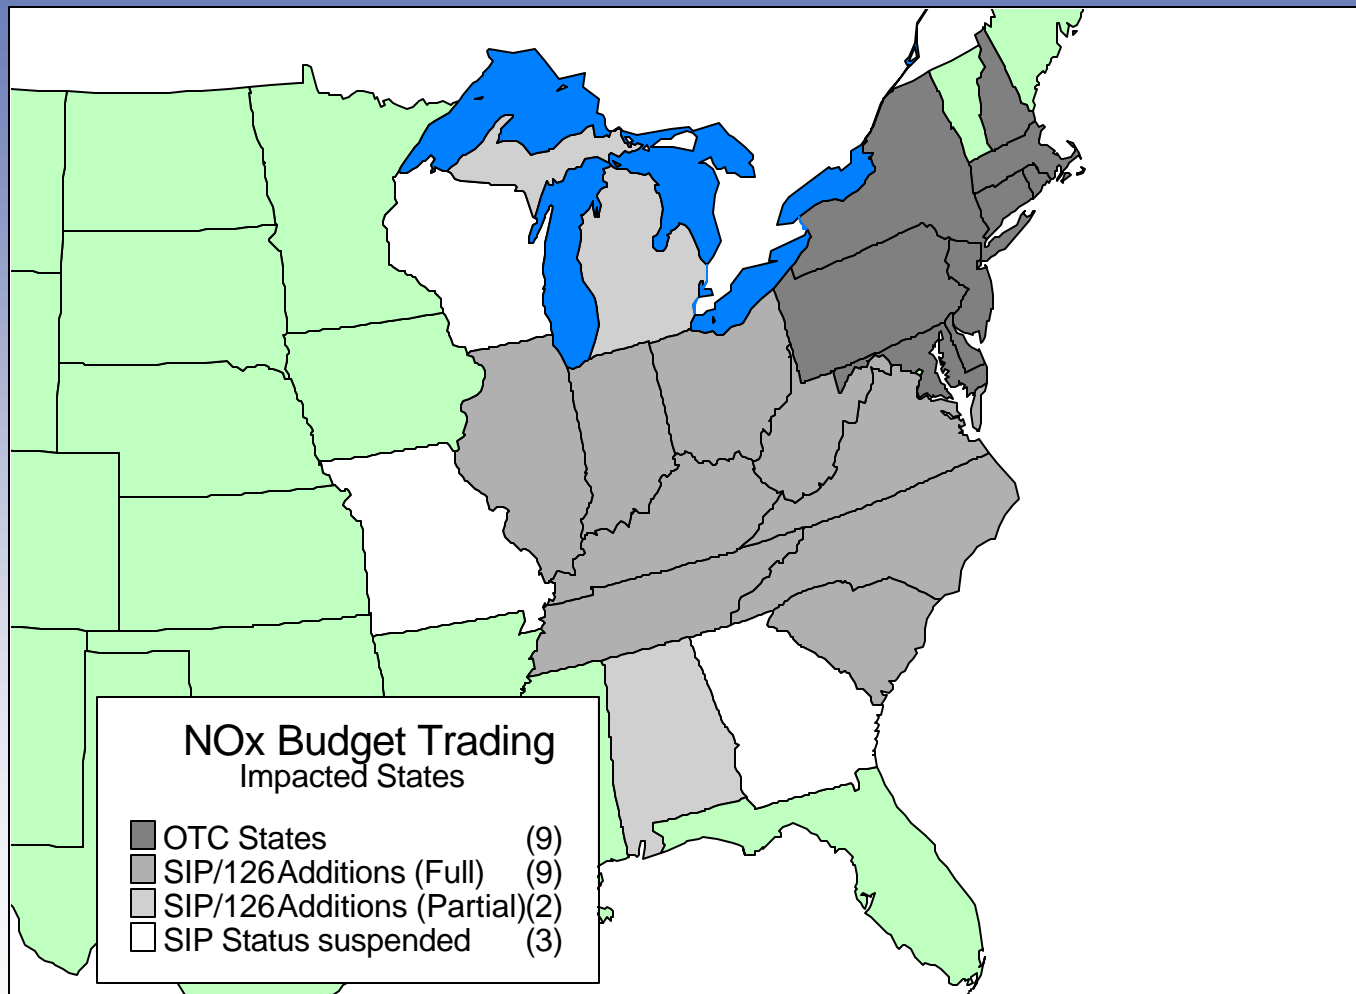 NOx Budget Trading
Impacted States
OTC States (9)
SIP/126 Additions (Full) (9)
SIP/126 Additions (Partial) (2)
SIP Status suspended (3)